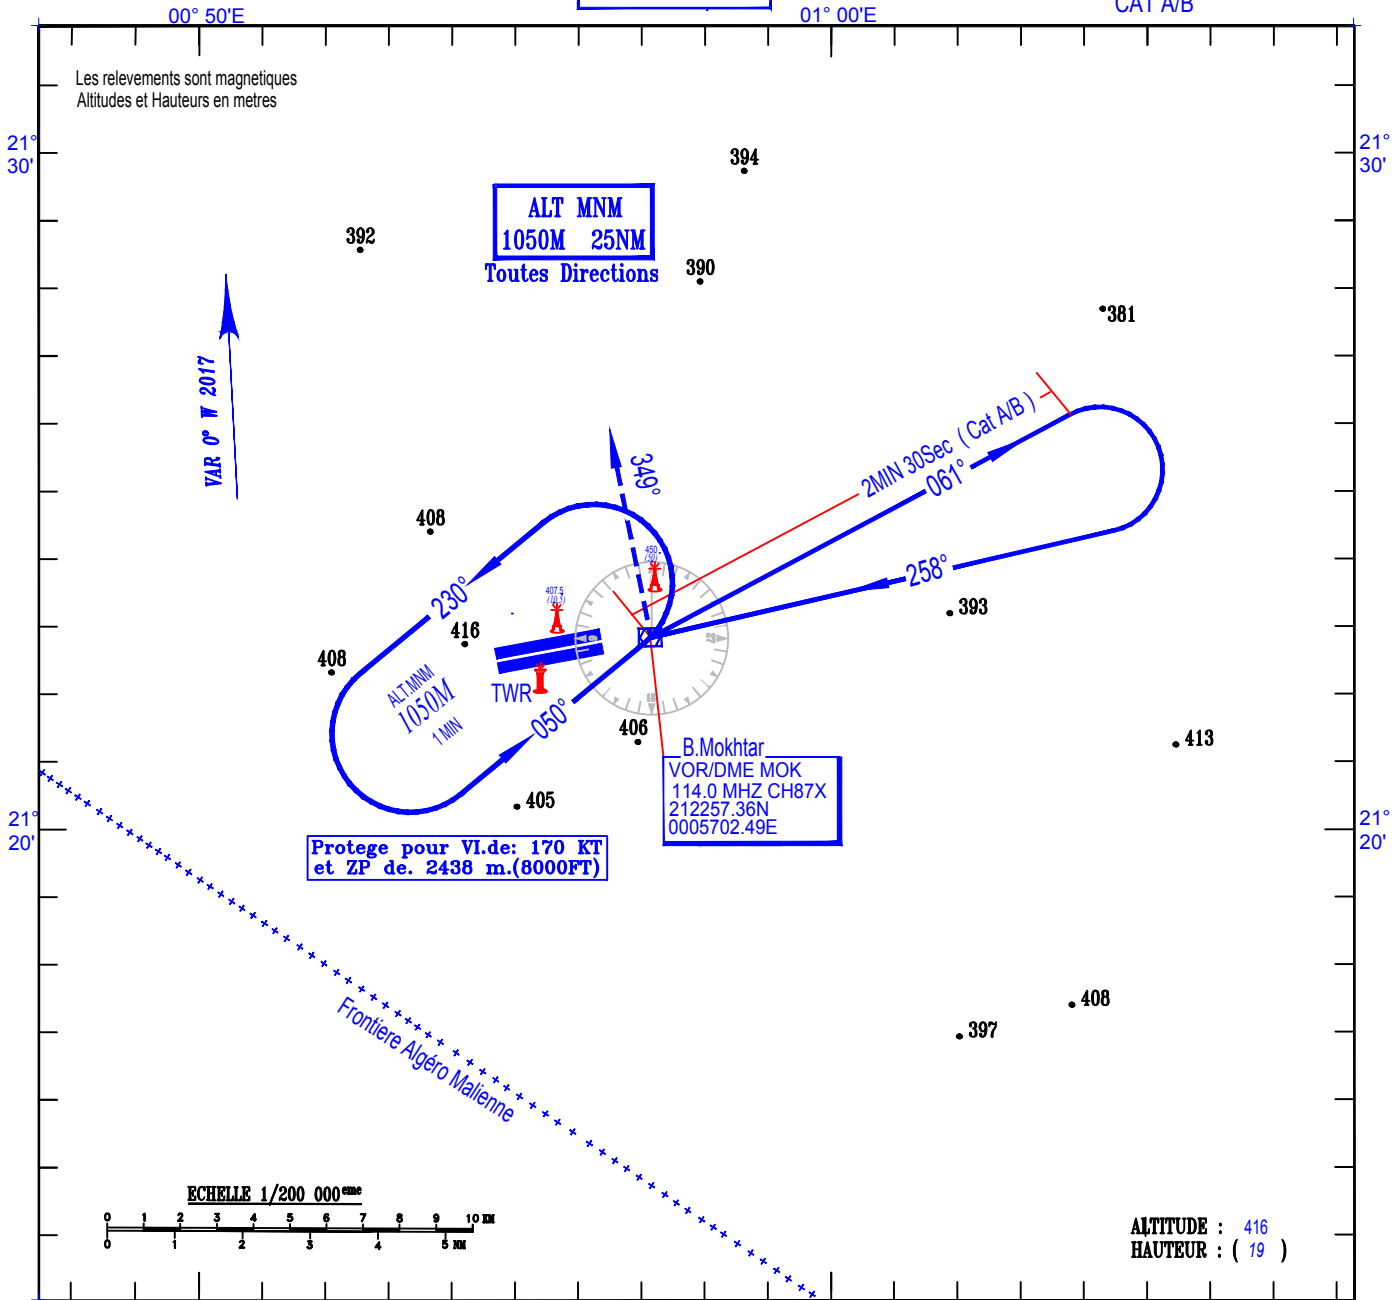 00° 50'E
01° 00'E
CAT A/B
Les relevements sont magnetiques
Altitudes et Hauteurs en metres
21°
30'
21°
30'
394
ALT MNM
1050M 25NM
Toutes Directions
392
390
381
VAR 0° W 2017
349°
2MIN 30Sec ( Cat A/B )
061°
408
450
(50)
258°
230°
407.5
(10.5)
393
416
408
ALT.MNM
1050M
1 MIN
TWR
050°
406
413
B.Mokhtar
VOR/DME MOK
114.0 MHZ CH87X
212257.36N
0005702.49E
405
21°
20'
21°
20'
Protege pour VI.de: 170 KT
et ZP de. 2438 m.(8000FT)
Frontiere Algéro Malienne
408
397
ECHELLE 1/200 000eme
0 1 2 3 4 5 6 7 8 9 10 KM
0 1 2 3 4 5 NM
ALTITUDE : 416
HAUTEUR : ( 19 )